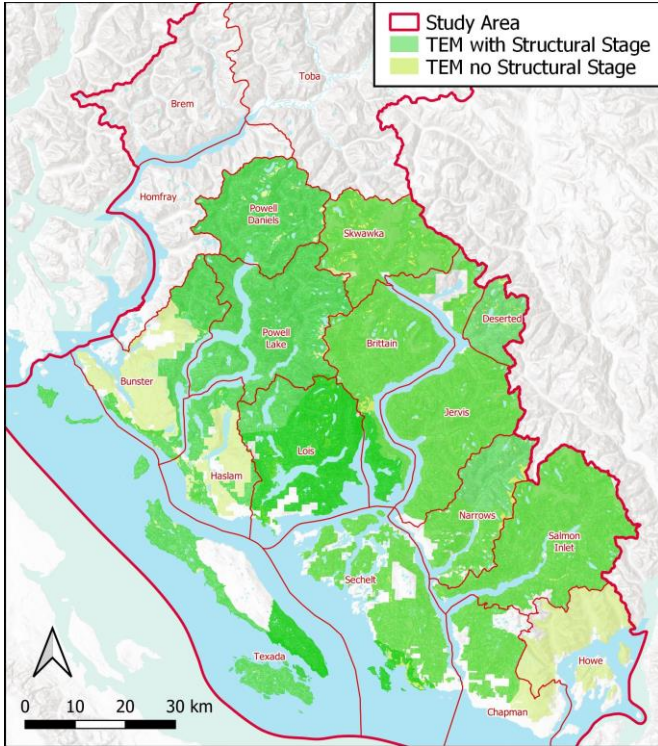 Study Area
TEM with Structural Stage
TEM no Structural Stage
Toba
Brem
Homfray
Powell
Daniels
Skwawka
Deserted
Powell
Lake
Brittain
Bunster
Jervis
Lois
Haslam
Narrows
Salmon
Inlet
Sechelt
Texada
Howe
Chapman
0 10 20 30 km